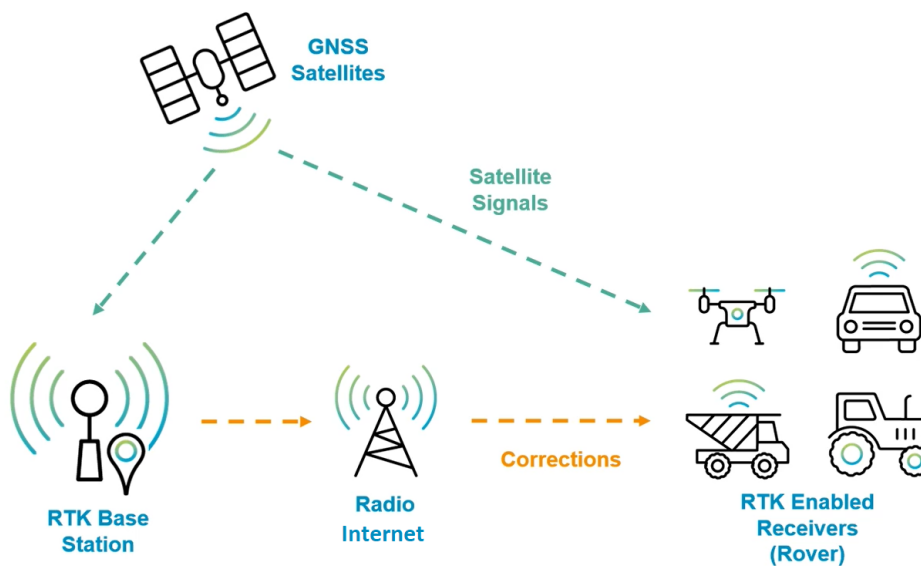 GNSS
Satellites
Satellite
Signals
Corrections
RTK Base
Station
Radio
Internet
RTK Enabled
Receivers
(Rover)